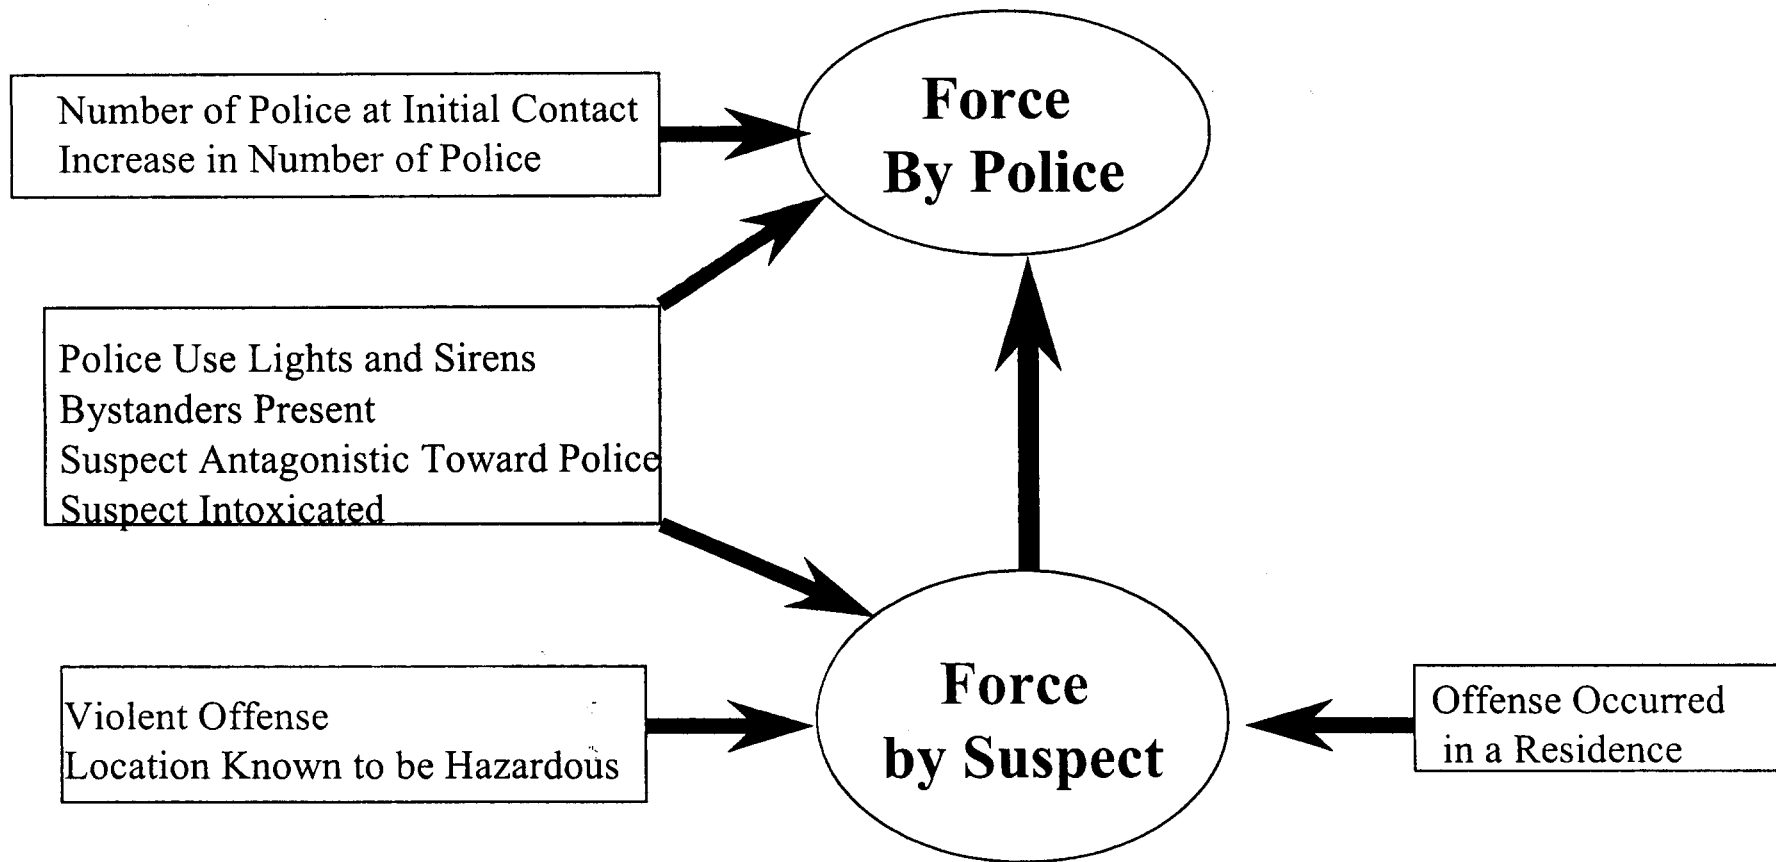 Number of Police at Initial Contact
Increase in Number of Police
Force
By Police
Police Use Lights and Sirens
Bystanders Present
Suspect Antagonistic Toward Police
Suspect Intoxicated
Violent Offense
Location Known to be Hazardous
Force
by Suspect
Offense Occurred
in a Residence